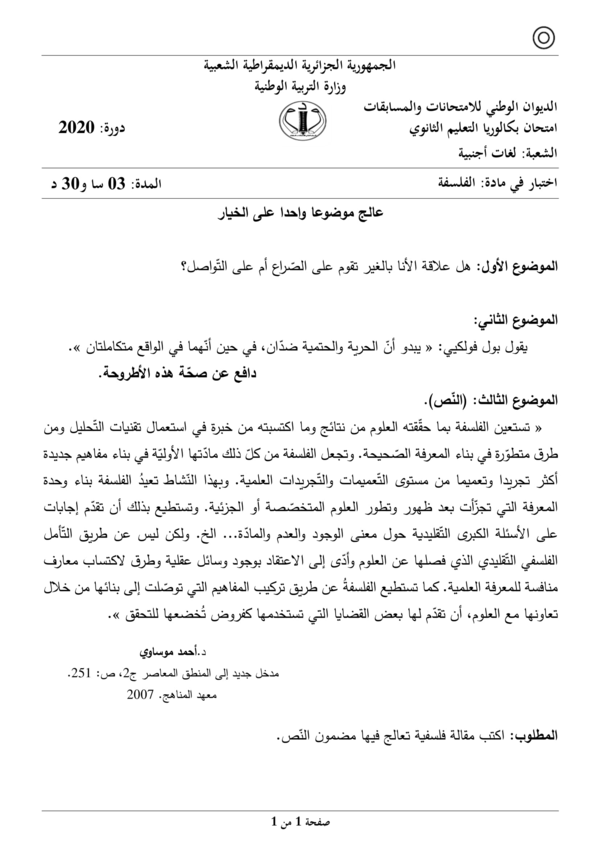 الجمهورية الجزائرية الديمقراطية الشعبية
وزارة التربية الوطنية
الديوان الوطني للامتحانات والمسابقات
امتحان بكالوريا التعليم الثانوي
دورة: 2020
الشعبة: لغات أجنبية
اختبار في مادة: الفلسفة
المدة: 03 سا و30 د
عالج موضوعا واحدا على الخيار
الموضوع الأول: هل علاقة الأنا بالغير تقوم على الصّراع أم على التّواصل؟
الموضوع الثاني:
يقول بول فولكيي: « يبدو أنّ الحرية والحتمية ضدّان، في حين أنّهما في الواقع متكاملتان ».
دافع عن صحّة هذه الأطروحة.
الموضوع الثالث: (النّص).
« تستعين الفلسفة بما حقّقته العلوم من نتائج وما اكتسبته من خبرة في استعمال تقنيات التّحليل ومن
طرق متطوّرة في بناء المعرفة الصّحيحة. وتجعل الفلسفة من كلّ ذلك مادّتها الأوليّة في بناء مفاهيم جديدة
أكثر تجريدا وتعميما من مستوى التّعميمات والتّجريدات العلمية. وبهذا النّشاط تعيدُ الفلسفة بناء وحدة
المعرفة التي تجزّأت بعد ظهور وتطور العلوم المتخصّصة أو الجزئية. وتستطيع بذلك أن تقدّم إجابات
على الأسئلة الكبرى التّقليدية حول معنى الوجود والعدم والمادّة... الخ. ولكن ليس عن طريق التّأمل
الفلسفي التّقليدي الذي فصلها عن العلوم وأدّى إلى الاعتقاد بوجود وسائل عقلية وطرق لاكتساب معارف
منافسة للمعرفة العلمية. كما تستطيع الفلسفةُ عن طريق تركيب المفاهيم التي توصّلت إلى بنائها من خلال
تعاونها مع العلوم، أن تقدّم لها بعض القضايا التي تستخدمها كفروض تُخضعها للتحقق ».
د.أحمد موساوي
مدخل جديد إلى المنطق المعاصر ج2، ص: 251.
معهد المناهج. 2007
المطلوب: اكتب مقالة فلسفية تعالج فيها مضمون النّص.
صفحة 1 من 1